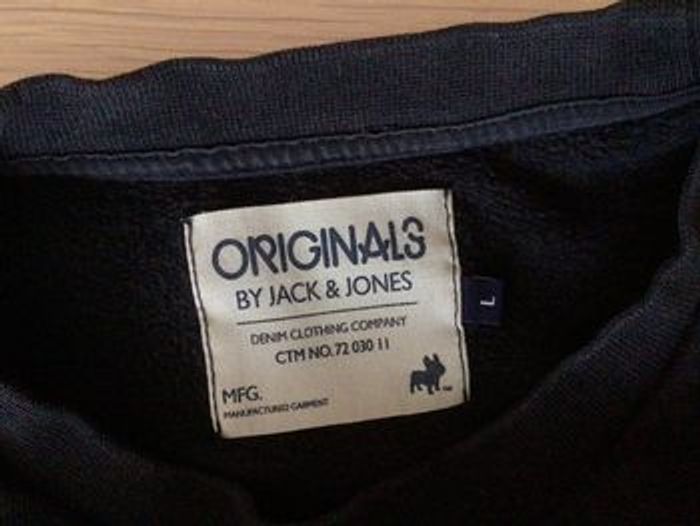 ORIGINALS
BY JACK & JONES
DENIM CLOTHING COMPANY
CTM NO. 72 030 11
MFG.
MANUFACTURED GARMENT
L